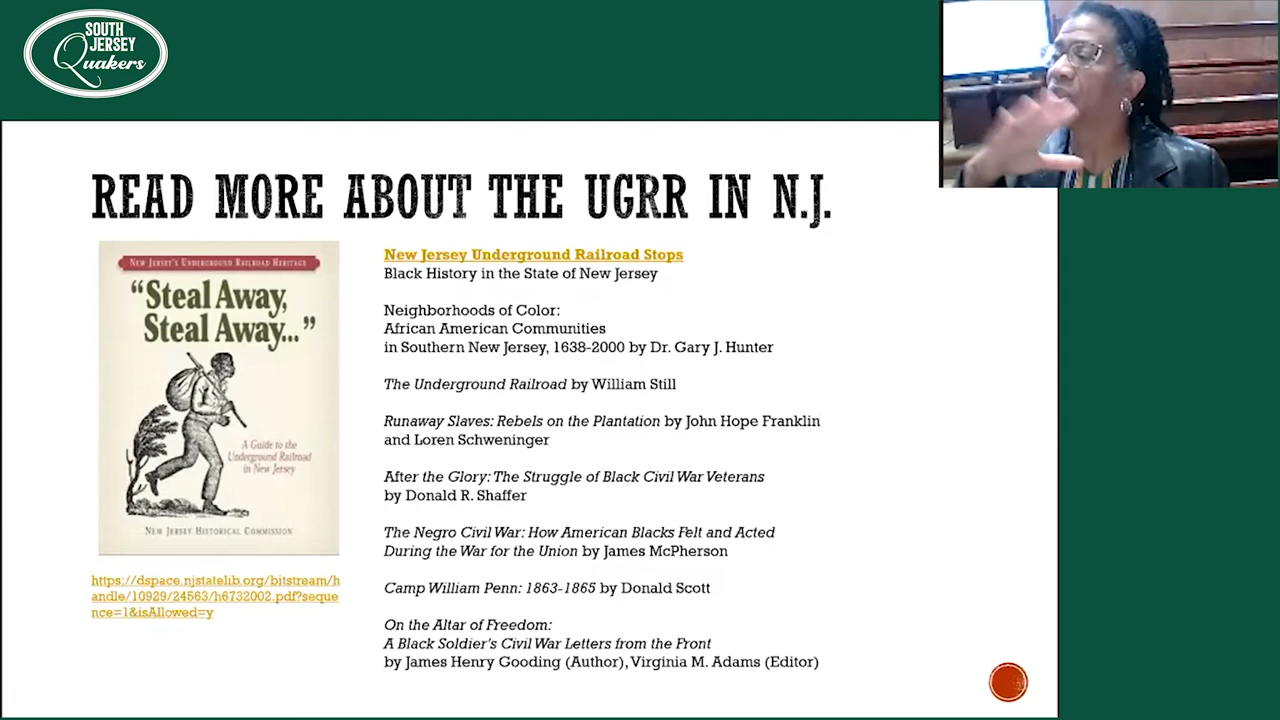 SOUTH
JERSEY
Quakers
READ MORE ABOUT THE UGRR IN N.J.
NEW JERSEY'S UNDERGROUND RAILROAD HERITAGE
"Steal Away,
Steal Away..."
A Guide to the
Underground Railroad
in New Jersey
NEW JERSEY HISTORICAL COMMISSION
https://dspace.njstatelib.org/bitstream/h
andle/10929/24563/h6732002.pdf?seque
nce=1&isAllowed=y
New Jersey Underground Railroad Stops
Black History in the State of New Jersey
Neighborhoods of Color:
African American Communities
in Southern New Jersey, 1638-2000 by Dr. Gary J. Hunter
The Underground Railroad by William Still
Runaway Slaves: Rebels on the Plantation by John Hope Franklin
and Loren Schweninger
After the Glory: The Struggle of Black Civil War Veterans
by Donald R. Shaffer
The Negro Civil War: How American Blacks Felt and Acted
During the War for the Union by James McPherson
Camp William Penn: 1863-1865 by Donald Scott
On the Altar of Freedom:
A Black Soldier's Civil War Letters from the Front
by James Henry Gooding (Author), Virginia M. Adams (Editor)